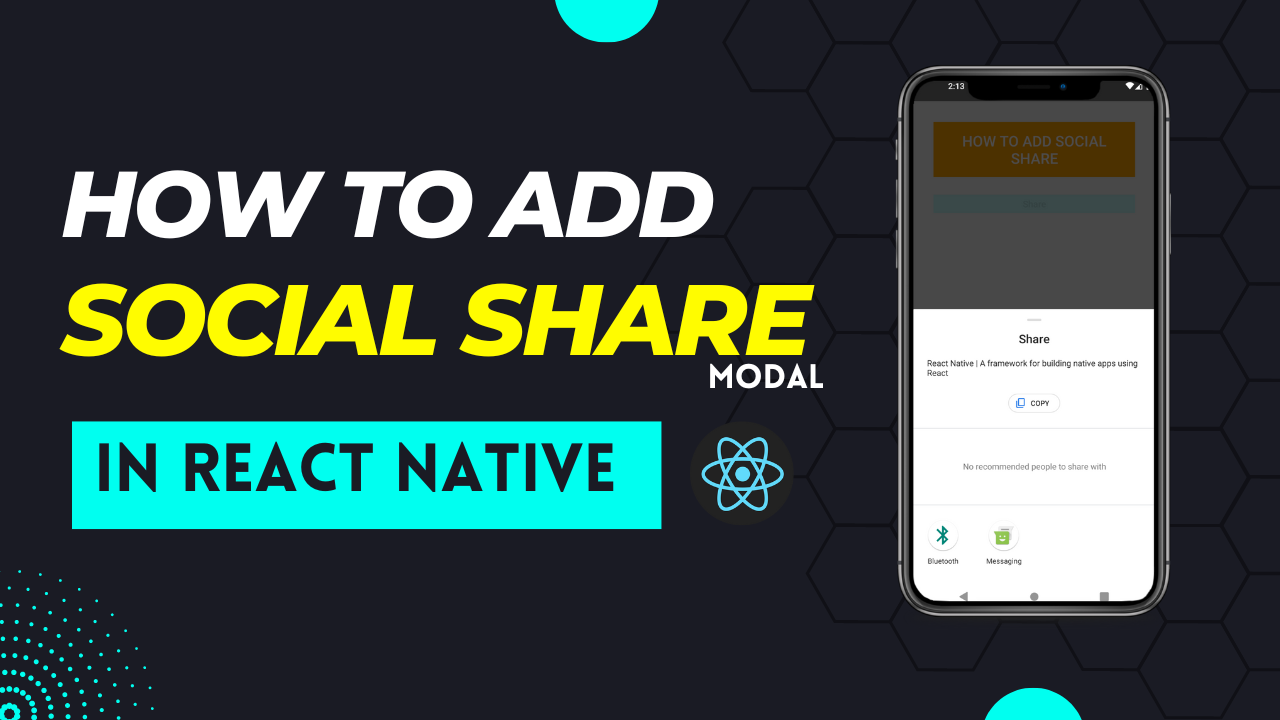 HOW TO ADD
SOCIAL SHARE
MODAL
IN REACT NATIVE
2:13
HOW TO ADD SOCIAL
SHARE
Share
Share
React Native | A framework for building native apps using
React
COPY
No recommended people to share with
Bluetooth
Messaging